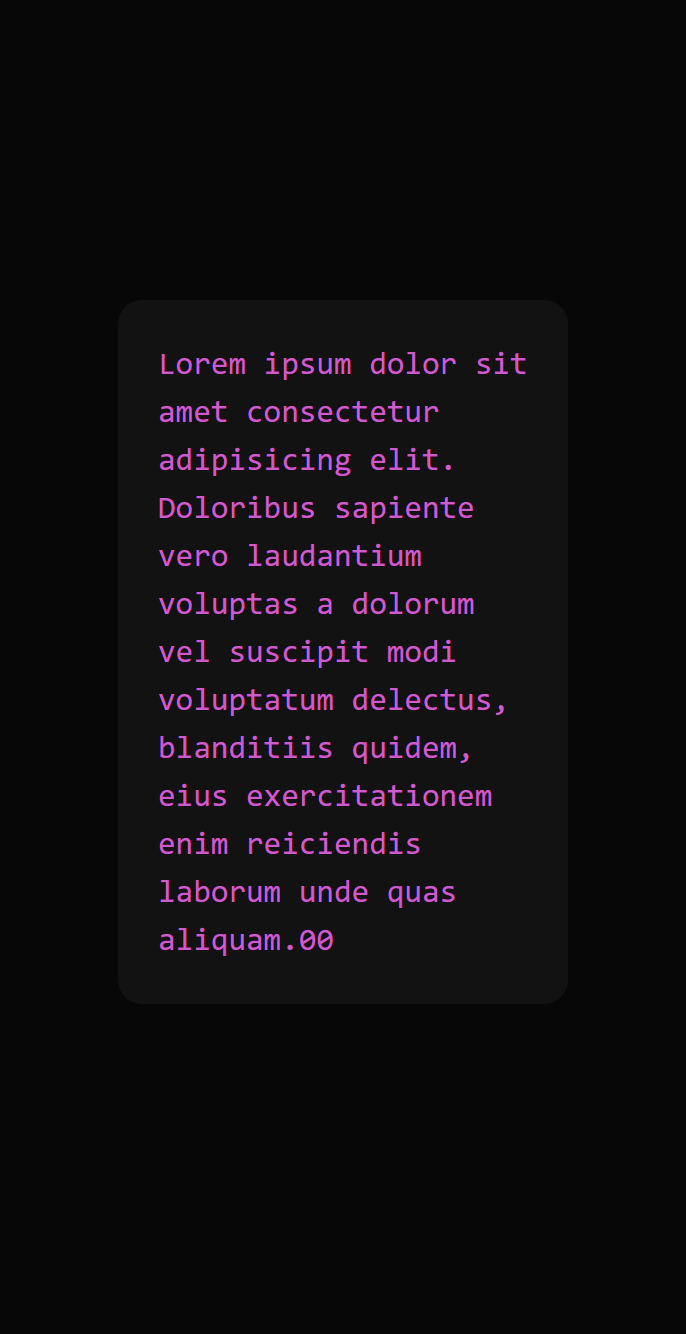 Lorem ipsum dolor sit
amet consectetur
adipisicing elit.
Doloribus sapiente
vero laudantium
voluptas a dolorum
vel suscipit modi
voluptatum delectus,
blanditiis quidem,
eius exercitationem
enim reiciendis
laborum unde quas
aliquam.00